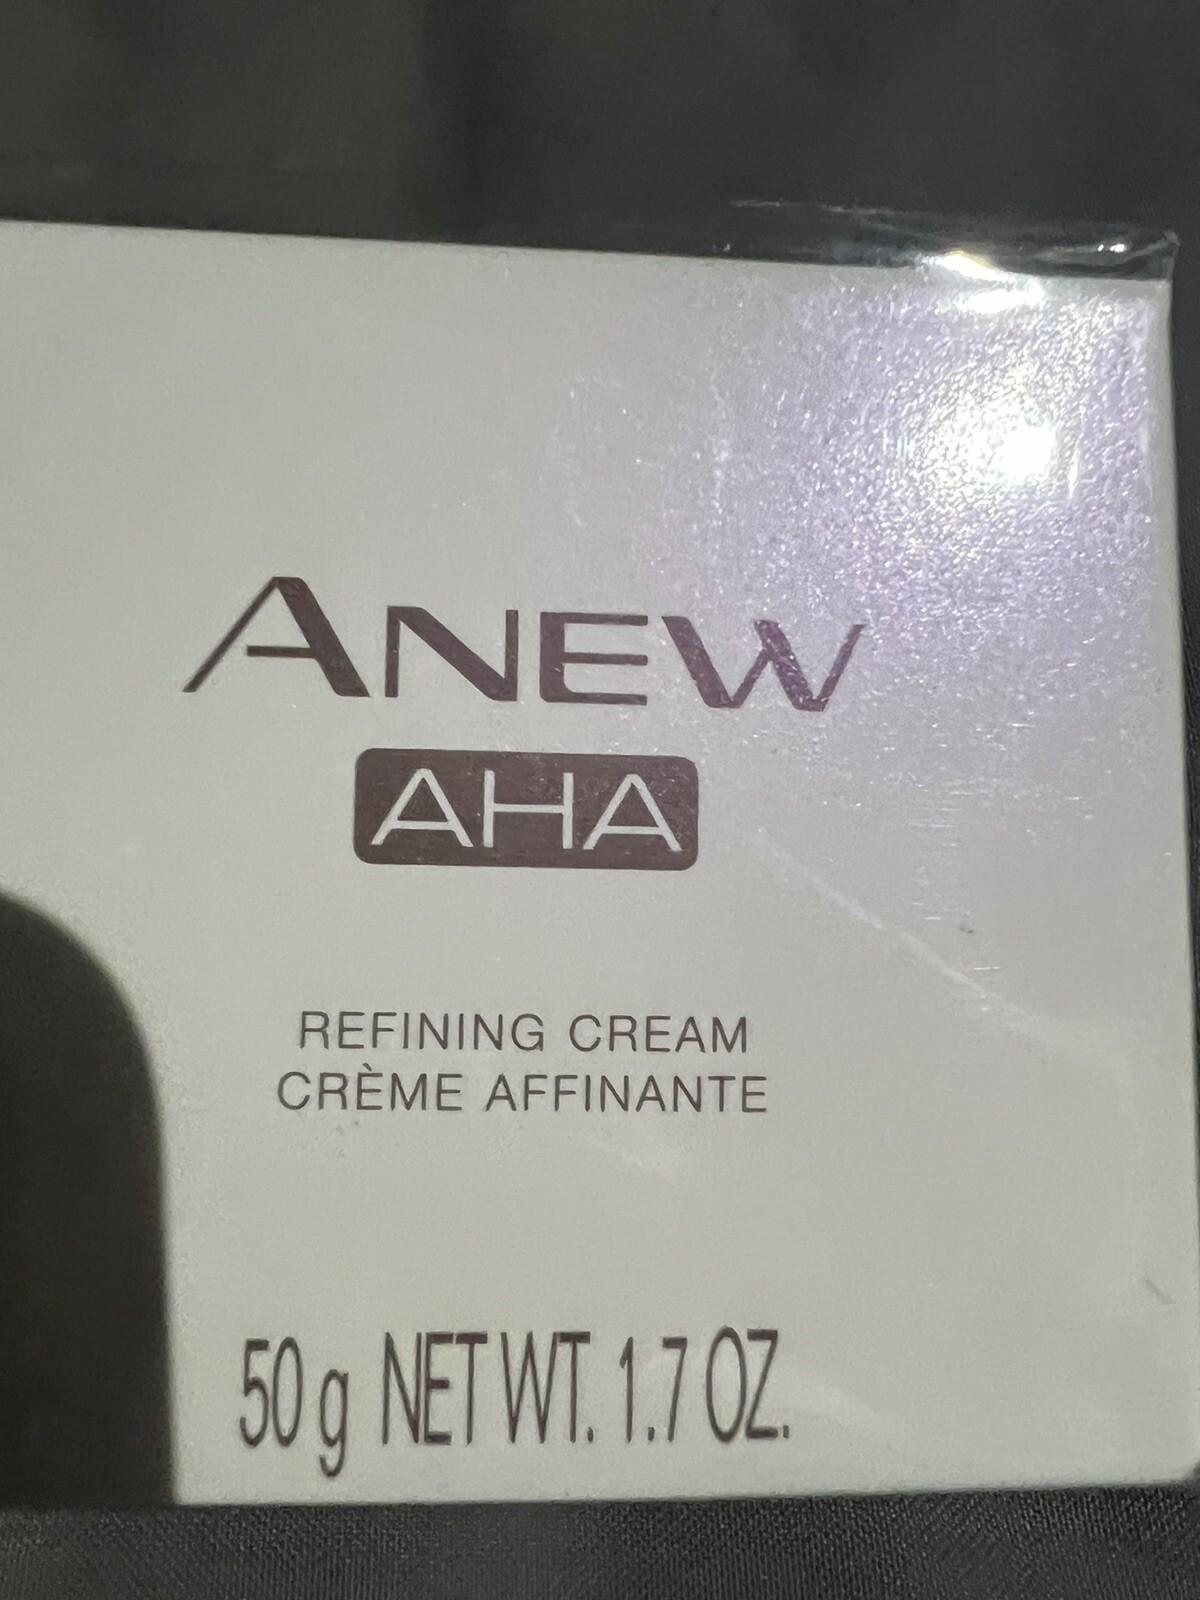 ANEW
AHA
REFINING CREAM
CRÈME AFFINANTE
50 g NET WT. 1.7 OZ.